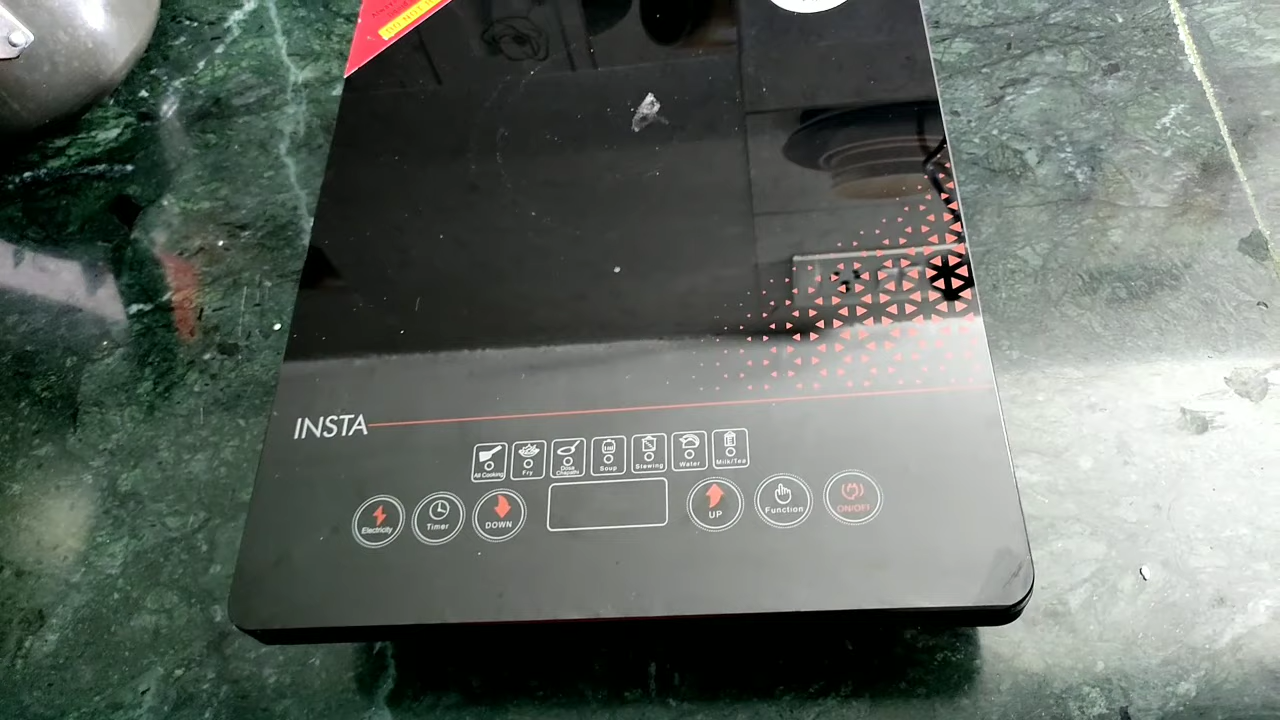 INSTA
All Cooking
Fry
Dosa
Chapathi
Soup
Stewing
Water
Milk/Tea
Electricity
Timer
DOWN
UP
Function
ON/OFF